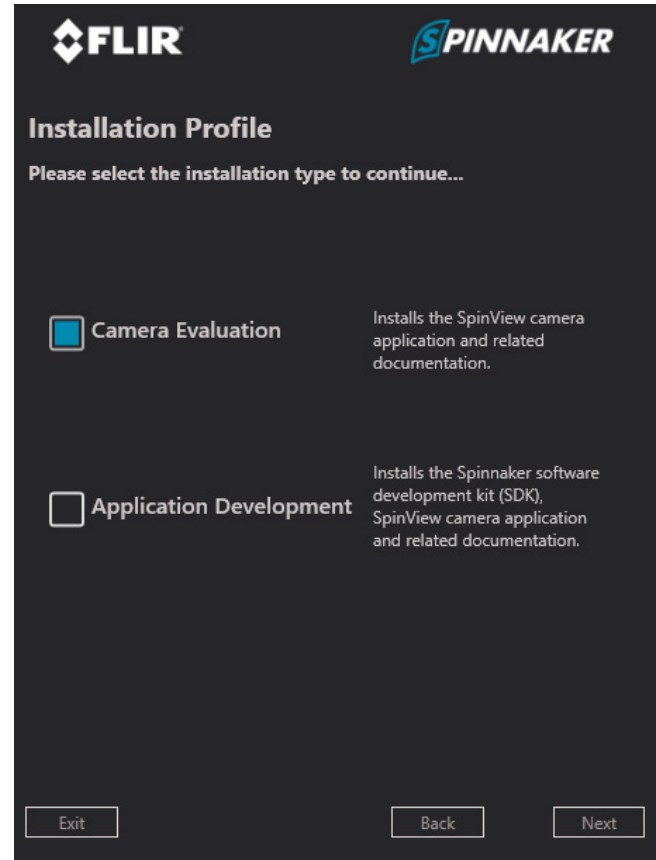 FLIR
SPINNAKER
Installation Profile
Please select the installation type to continue...
Camera Evaluation
Installs the SpinView camera
application and related
documentation.
Application Development
Installs the Spinnaker software
development kit (SDK),
SpinView camera application
and related documentation.
Exit
Back
Next